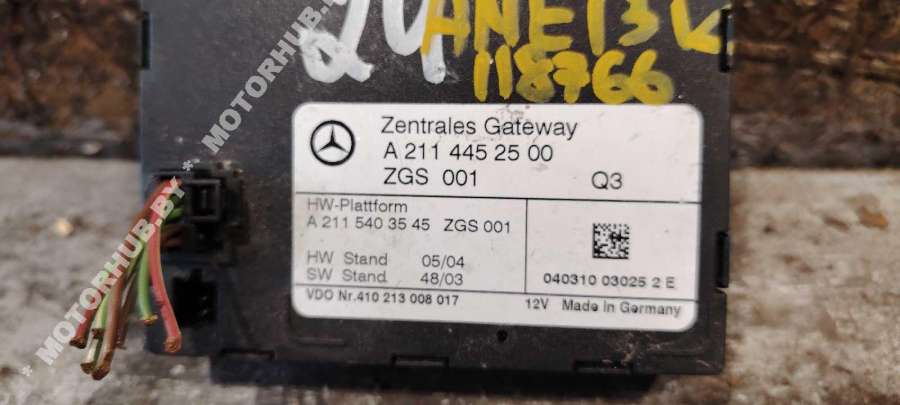 118766
Zentrales Gateway
A 211 445 25 00
ZGS 001 Q3
HW-Plattform
A 211 540 35 45 ZGS 001
HW Stand 05/04
SW Stand 48/03
040310 03025 2 E
VDO Nr.410 213 008 017 12V Made in Germany
* MOTORHUB.BY * MOTORHUB